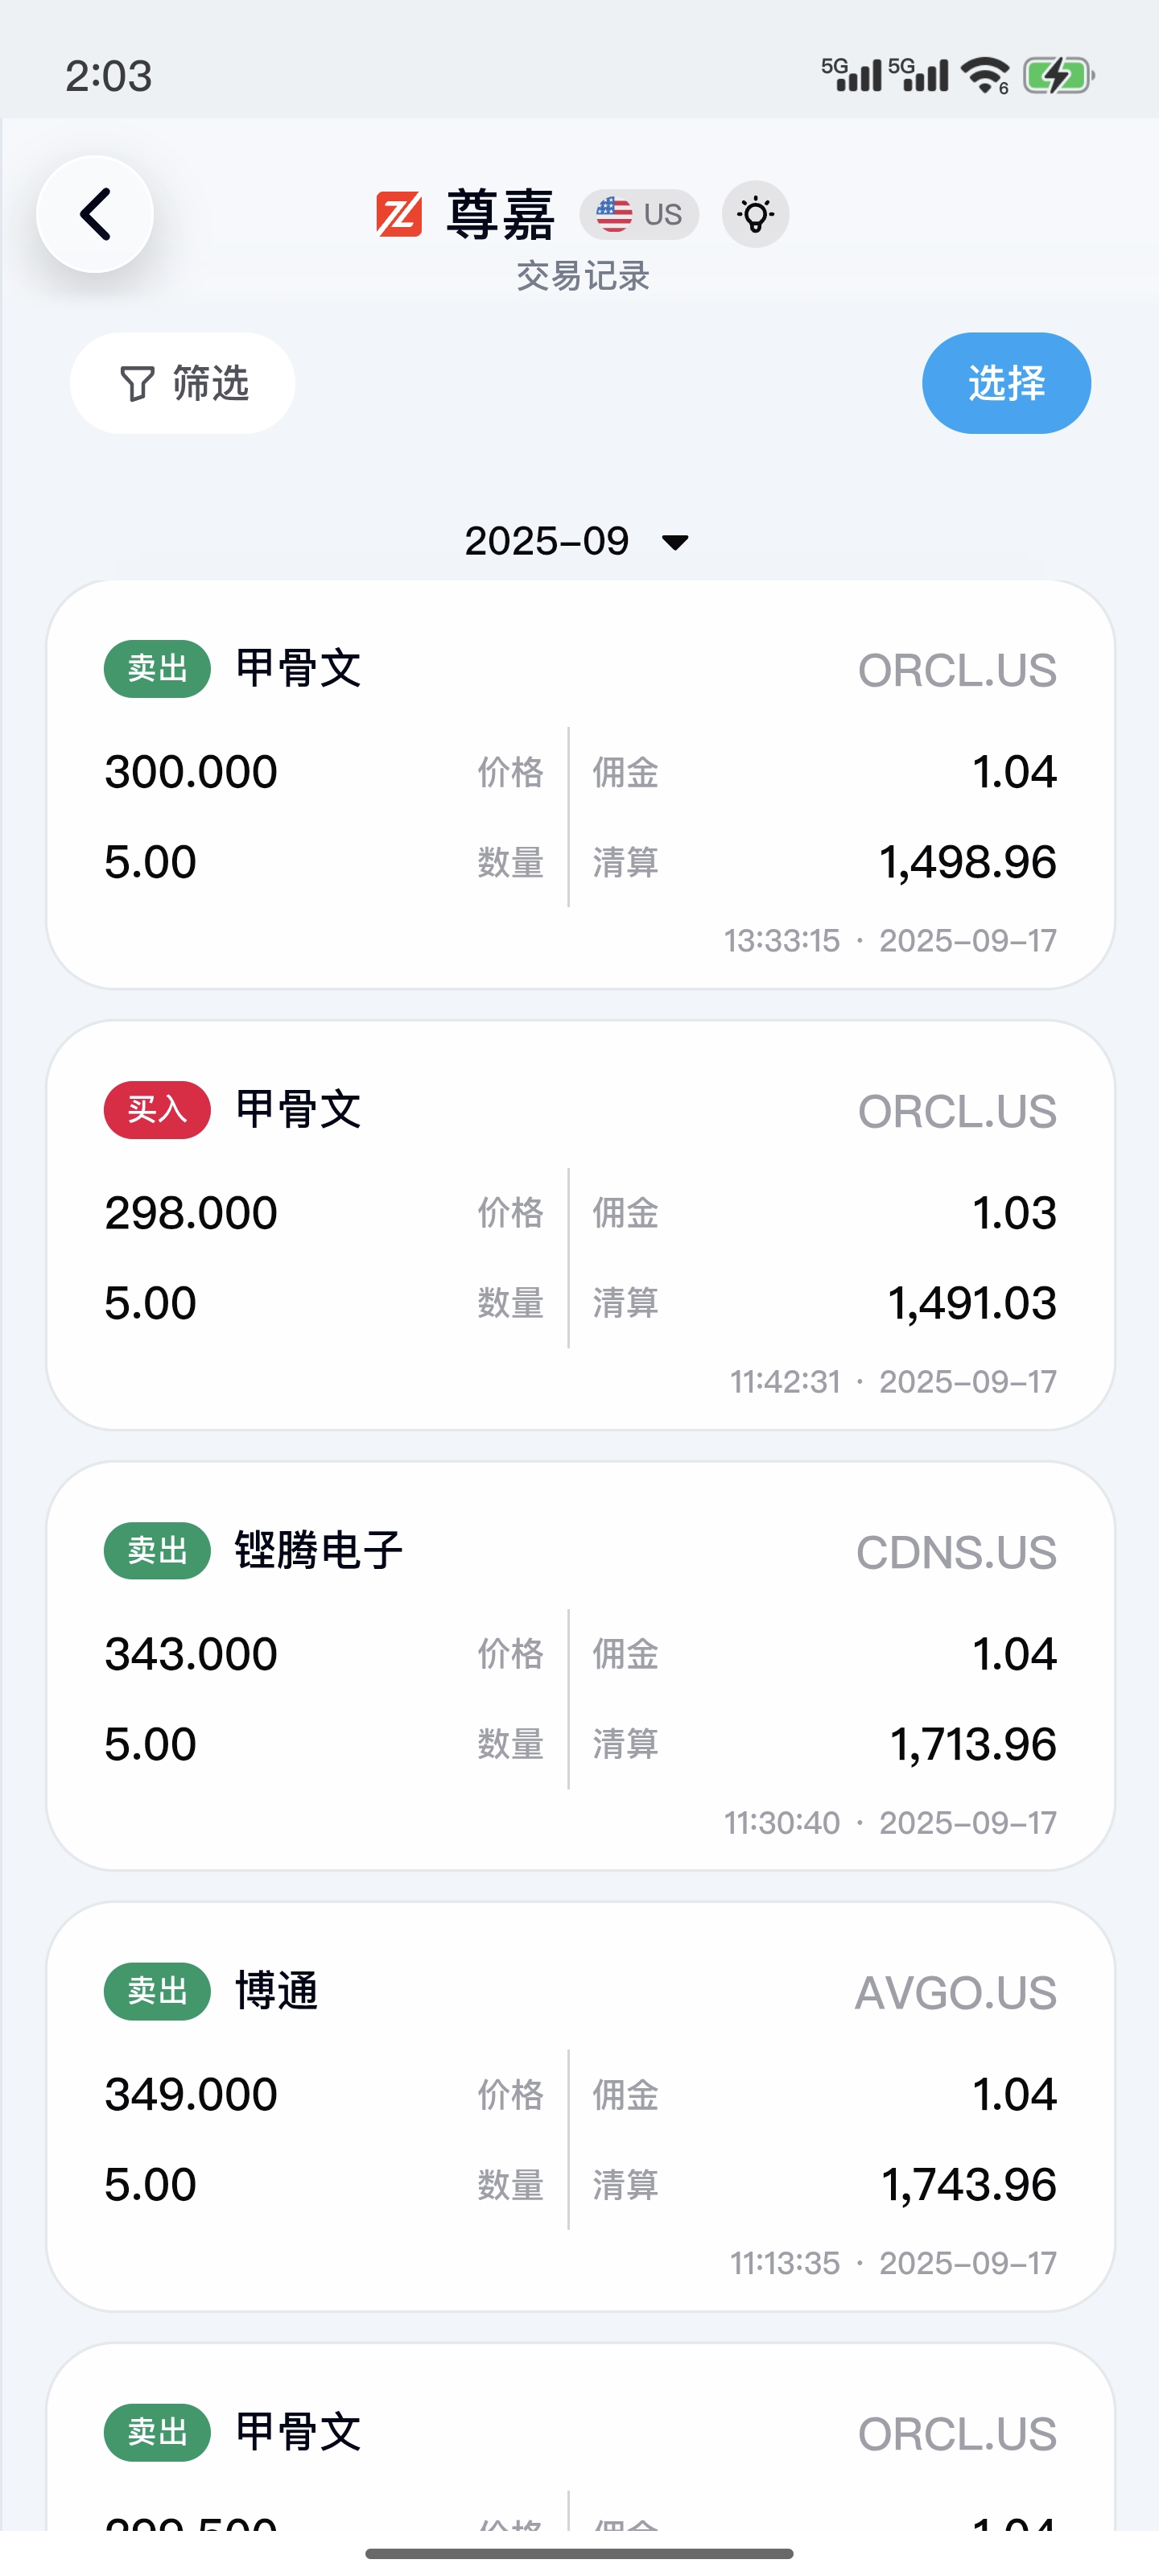 2:03
5G 5G 6
尊嘉 US
交易记录
筛选 选择
2025-09
卖出 甲骨文 ORCL.US
300.000 价格 佣金 1.04
5.00 数量 清算 1,498.96
13:33:15 · 2025-09-17
买入 甲骨文 ORCL.US
298.000 价格 佣金 1.03
5.00 数量 清算 1,491.03
11:42:31 · 2025-09-17
卖出 铿腾电子 CDNS.US
343.000 价格 佣金 1.04
5.00 数量 清算 1,713.96
11:30:40 · 2025-09-17
卖出 博通 AVGO.US
349.000 价格 佣金 1.04
5.00 数量 清算 1,743.96
11:13:35 · 2025-09-17
卖出 甲骨文 ORCL.US
299.500 价格 佣金 1.04